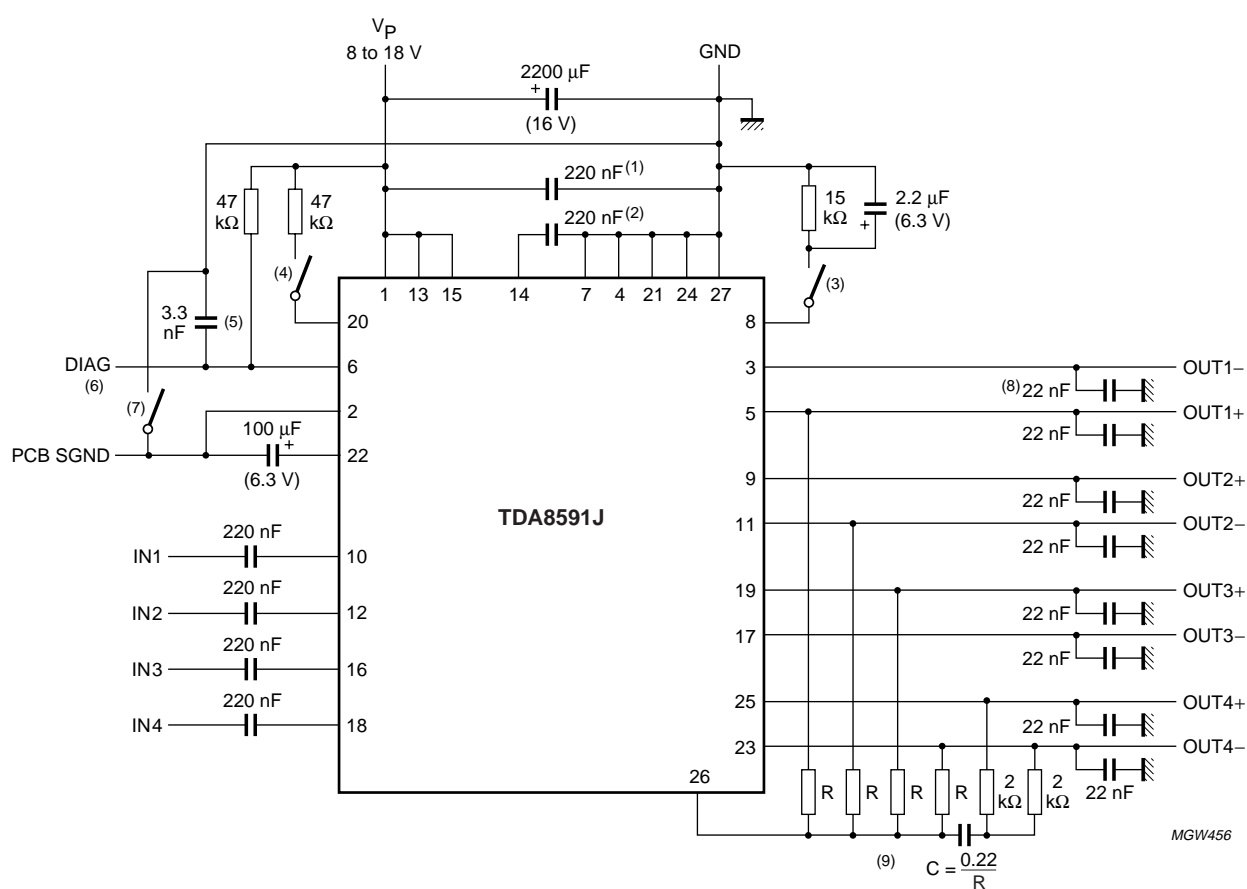 VP
8 to 18 V
GND
2200 μF
+
(16 V)
220 nF(1)
220 nF(2)
47
kΩ
47
kΩ
15
kΩ
2.2 μF
+
(6.3 V)
(4)
(3)
1
13
15
14
7
4
21
24
27
3.3
nF
(5)
20
8
DIAG
(6)
6
3
OUT1−
(8)
22 nF
(7)
2
5
OUT1+
22 nF
100 μF
+
(6.3 V)
PCB SGND
22
9
OUT2+
22 nF
TDA8591J
11
OUT2−
22 nF
220 nF
IN1
10
19
OUT3+
22 nF
220 nF
IN2
12
17
OUT3−
22 nF
220 nF
IN3
16
25
OUT4+
22 nF
220 nF
IN4
18
23
OUT4−
22 nF
26
R
R
R
R
2
kΩ
2
kΩ
(9)
C = 0.22
R
MGW456